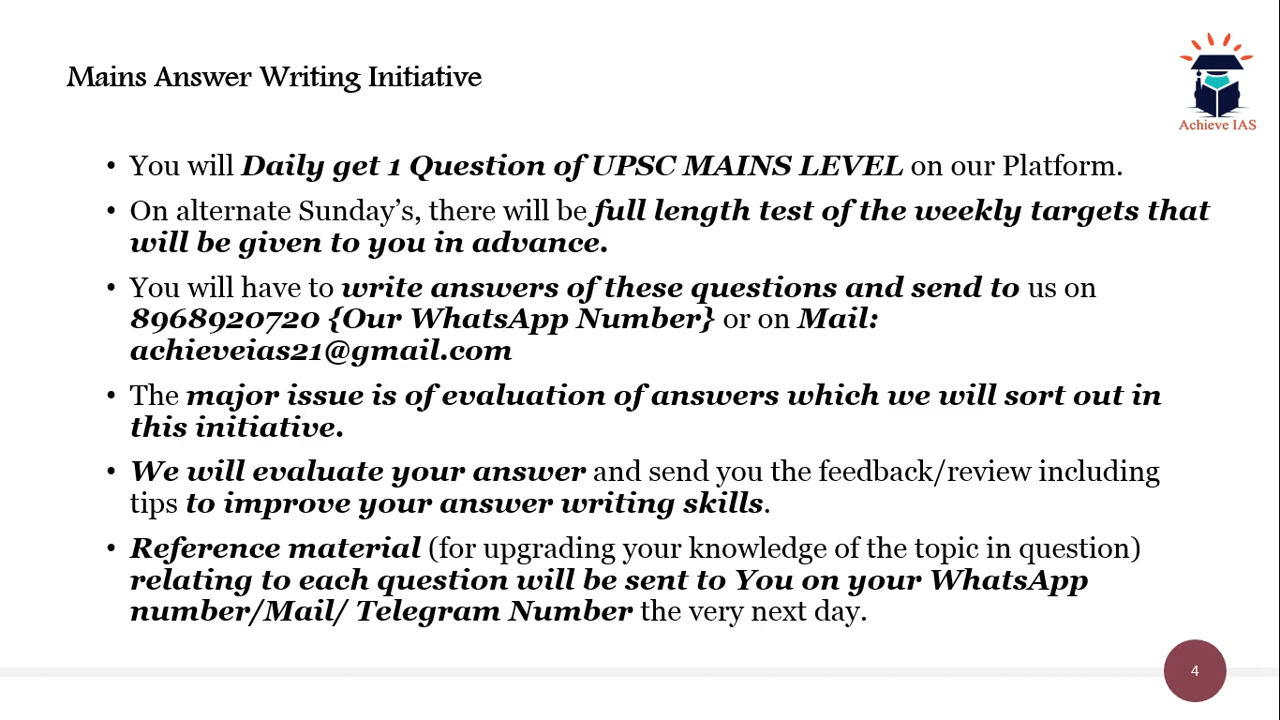 Mains Answer Writing Initiative
Achieve IAS
• You will Daily get 1 Question of UPSC MAINS LEVEL on our Platform.
• On alternate Sunday's, there will be full length test of the weekly targets that
will be given to you in advance.
• You will have to write answers of these questions and send to us on
8968920720 {Our WhatsApp Number} or on Mail:
achieveias21@gmail.com
• The major issue is of evaluation of answers which we will sort out in
this initiative.
• We will evaluate your answer and send you the feedback/review including
tips to improve your answer writing skills.
• Reference material (for upgrading your knowledge of the topic in question)
relating to each question will be sent to You on your WhatsApp
number/Mail/ Telegram Number the very next day.
4